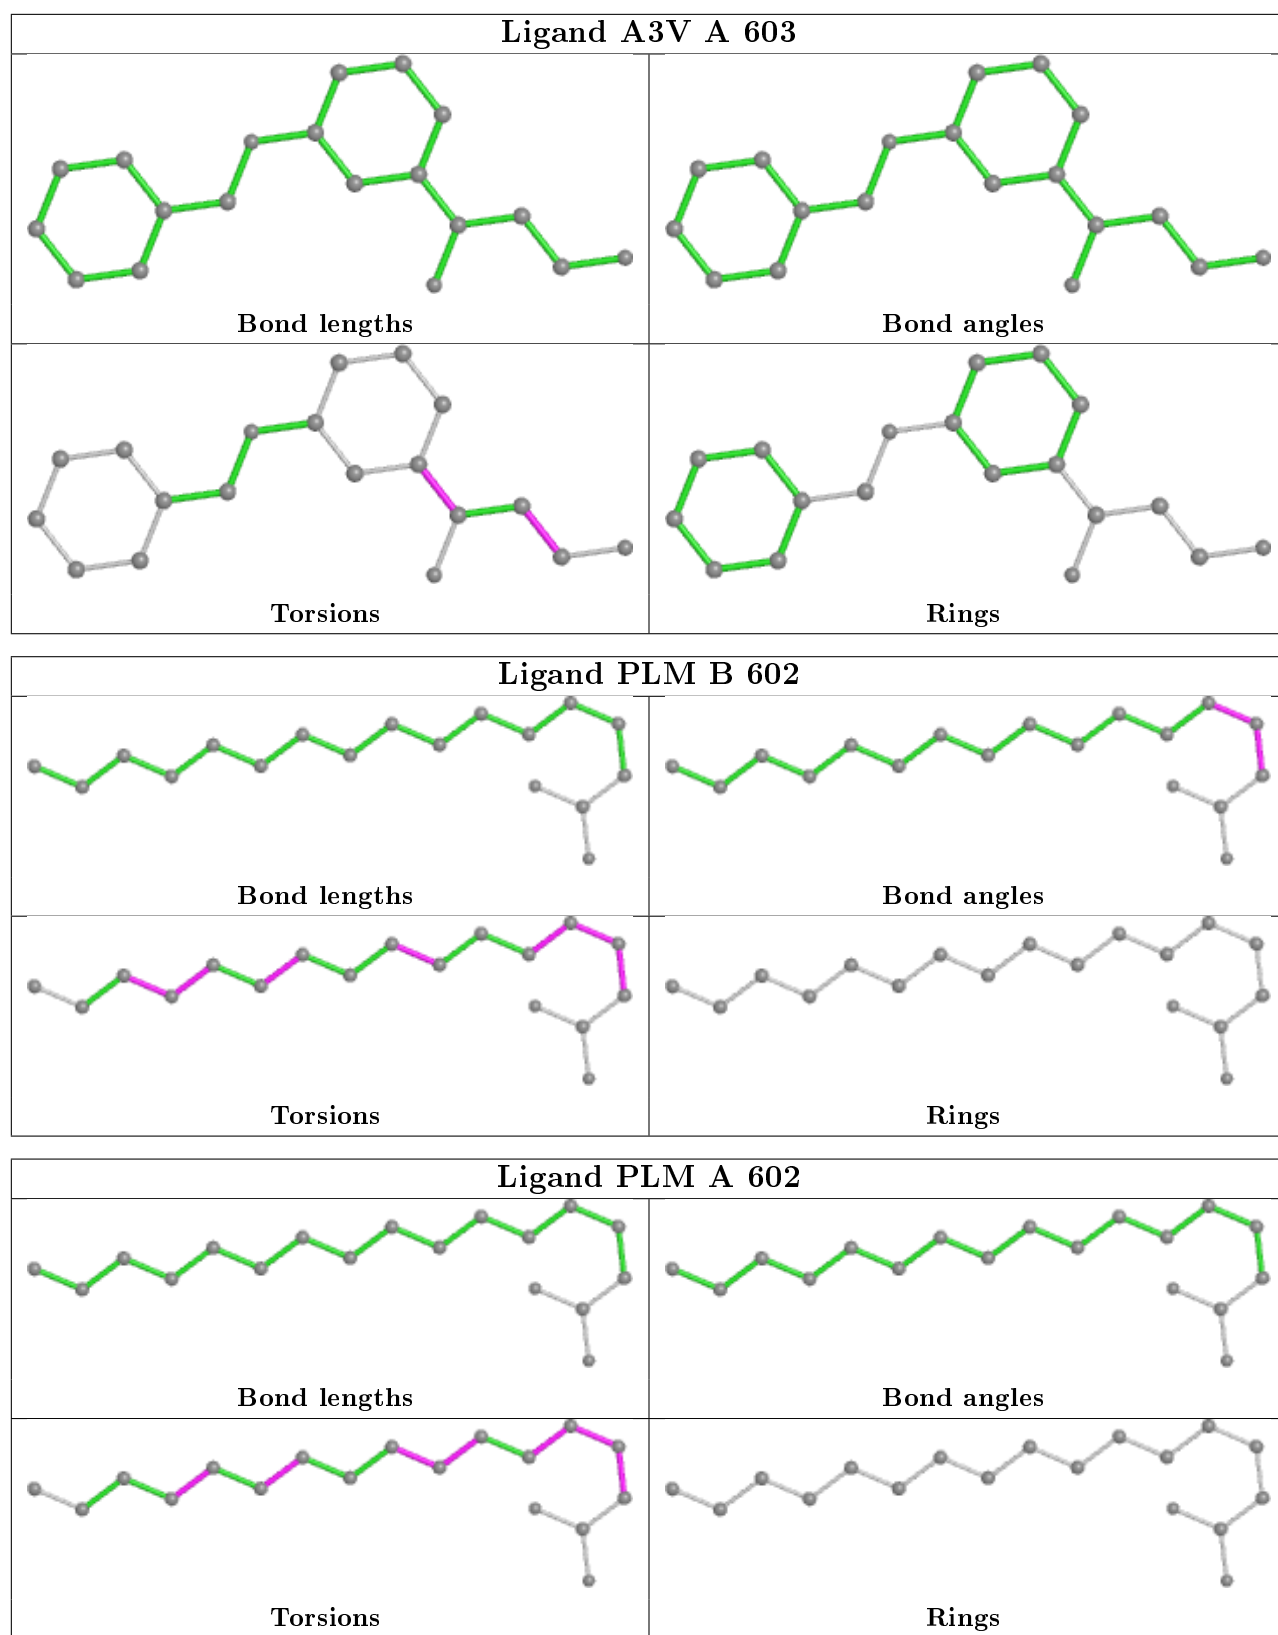 Ligand A3V A 603
Bond lengths
Bond angles
Torsions
Rings
Ligand PLM B 602
Bond lengths
Bond angles
Torsions
Rings
Ligand PLM A 602
Bond lengths
Bond angles
Torsions
Rings